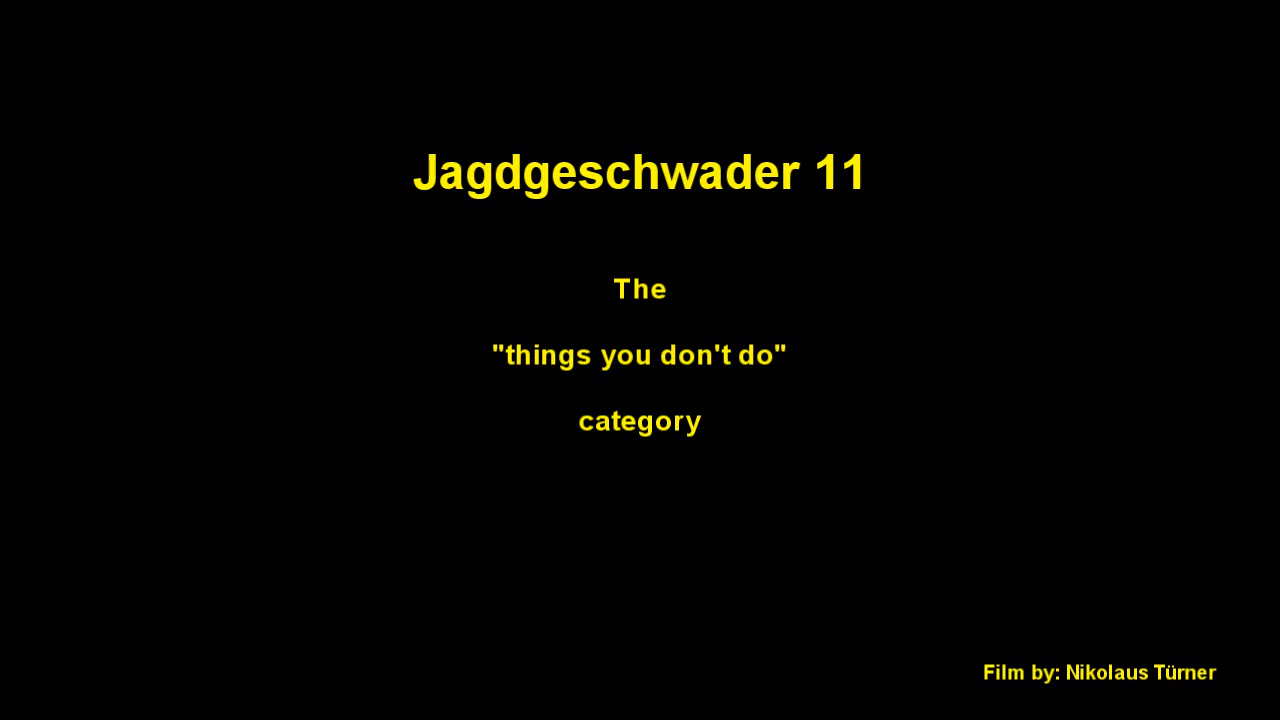 Jagdgeschwader 11
The
"things you don't do"
category
Film by: Nikolaus Türner